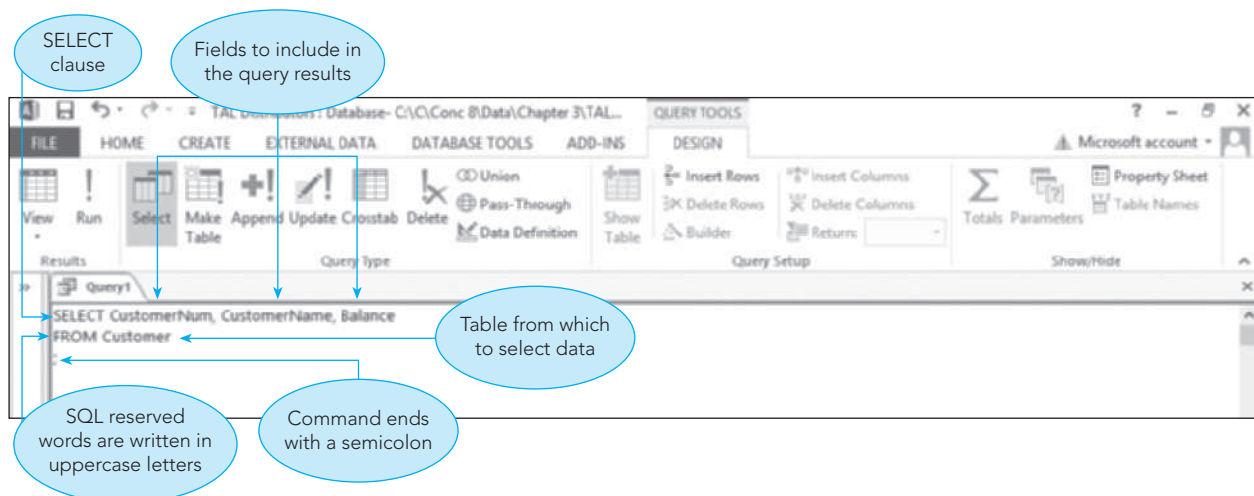 SELECT
clause
Fields to include in
the query results
TAL Distributors : Database- C:\C\Conc 8\Data\Chapter 3\TAL...
QUERY TOOLS
?
FILE
HOME
CREATE
EXTERNAL DATA
DATABASE TOOLS
ADD-INS
DESIGN
Microsoft account
View
Run
Select
Make
Table
Append
Update
Crosstab
Delete
Union
Pass-Through
Data Definition
Show
Table
Insert Rows
Delete Rows
Builder
Insert Columns
Delete Columns
Return:
Totals
Parameters
Property Sheet
Table Names
Results
Query Type
Query Setup
Show/Hide
Query1
SELECT CustomerNum, CustomerName, Balance
FROM Customer
;
Table from which
to select data
SQL reserved
words are written in
uppercase letters
Command ends
with a semicolon